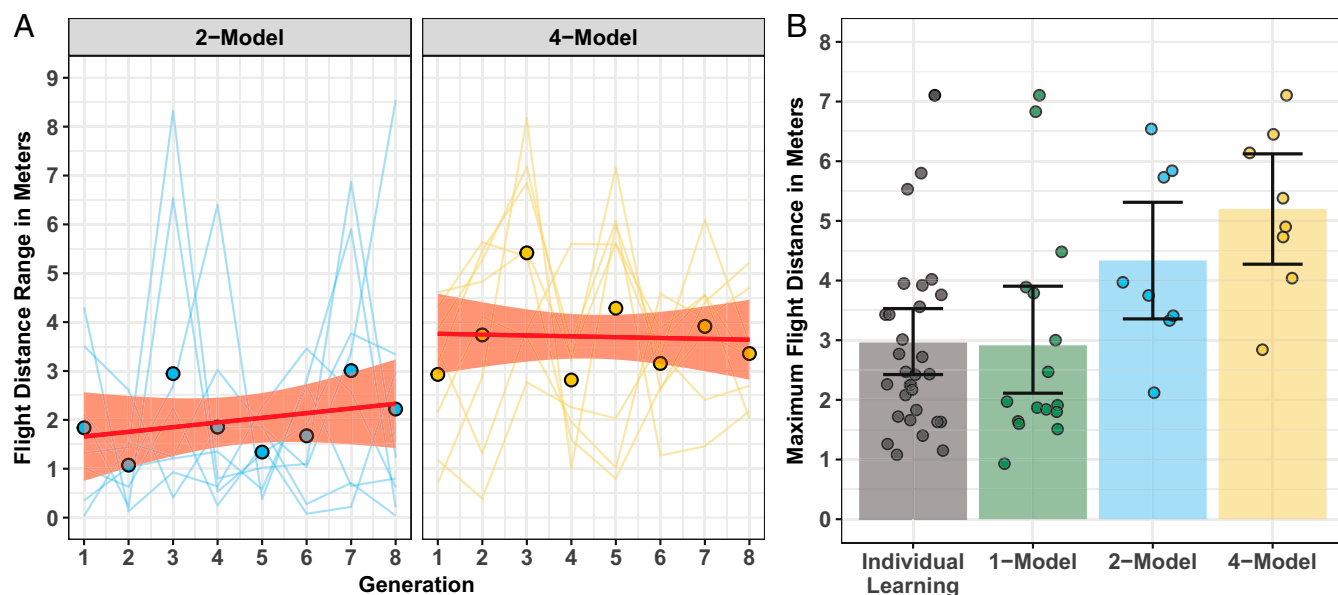 A
2−Model
4−Model
Flight Distance Range in Meters
9
8
7
6
5
4
3
2
1
0
1 2 3 4 5 6 7 8
1 2 3 4 5 6 7 8
Generation
B
Maximum Flight Distance in Meters
8
7
6
5
4
3
2
1
0
Individual Learning
1−Model
2−Model
4−Model